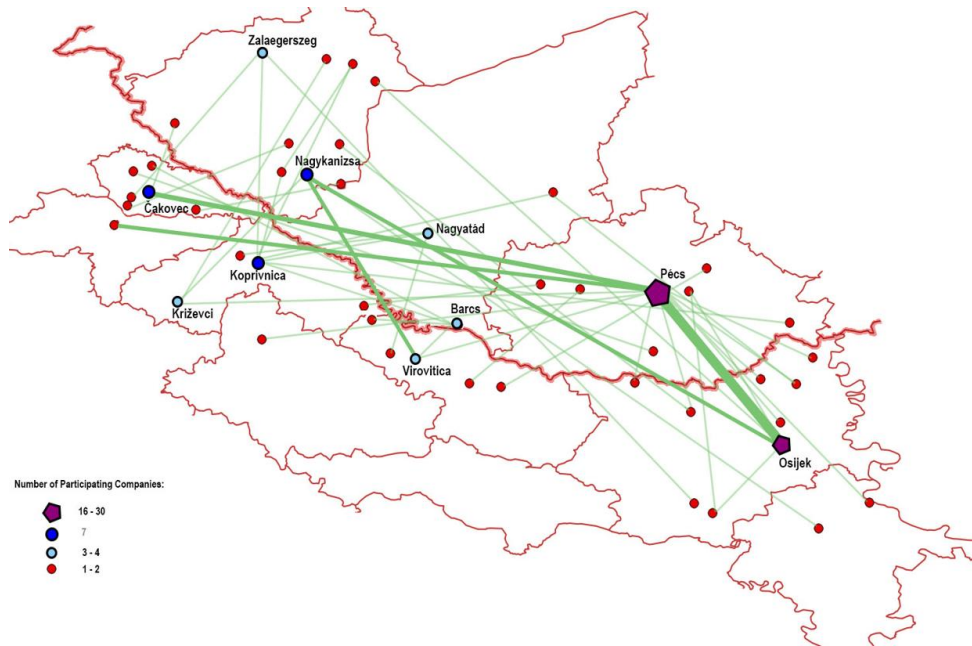 Zalaegerszeg
Nagykanizsa
Čakovec
Nagyatád
Koprivnica
Pécs
Križevci
Barcs
Virovitica
Osijek
Number of Participating Companies:
16 - 30
7
3 - 4
1 - 2